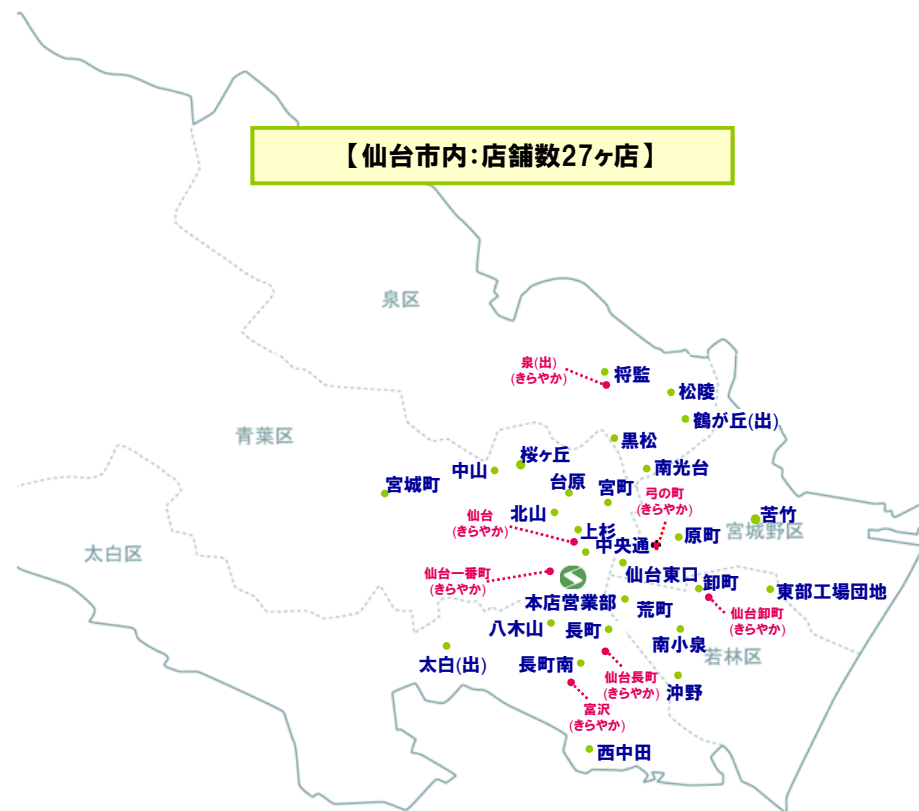 【仙台市内:店舗数27ヶ店】
泉区
泉(出)
(きらやか)
将監
松陵
鶴が丘(出)
青葉区
黒松
桜ヶ丘
中山
南光台
宮城町
台原
宮町
弓の町
(きらやか)
仙台
(きらやか)
北山
苦竹
上杉
原町
宮城野区
太白区
中央通
仙台一番町
(きらやか)
仙台東口
卸町
東部工場団地
本店営業部
荒町
仙台卸町
(きらやか)
八木山
長町
南小泉
若林区
太白(出)
長町南
仙台長町
(きらやか)
沖野
富沢
(きらやか)
西中田